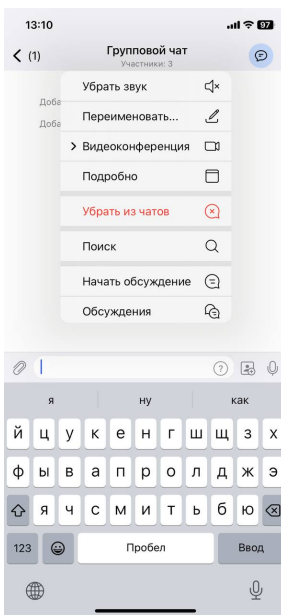 13:10
97
(1)
Групповой чат
Участники: 3
Убрать звук
Доба
Переименовать...
Доба
Видеоконференция
Подробно
Убрать из чатов
Поиск
Начать обсуждение
Обсуждения
я ну как
й ц у к е н г ш щ з х
ф ы в а п р о л д ж э
я ч с м и т ь б ю
123 Пробел Ввод